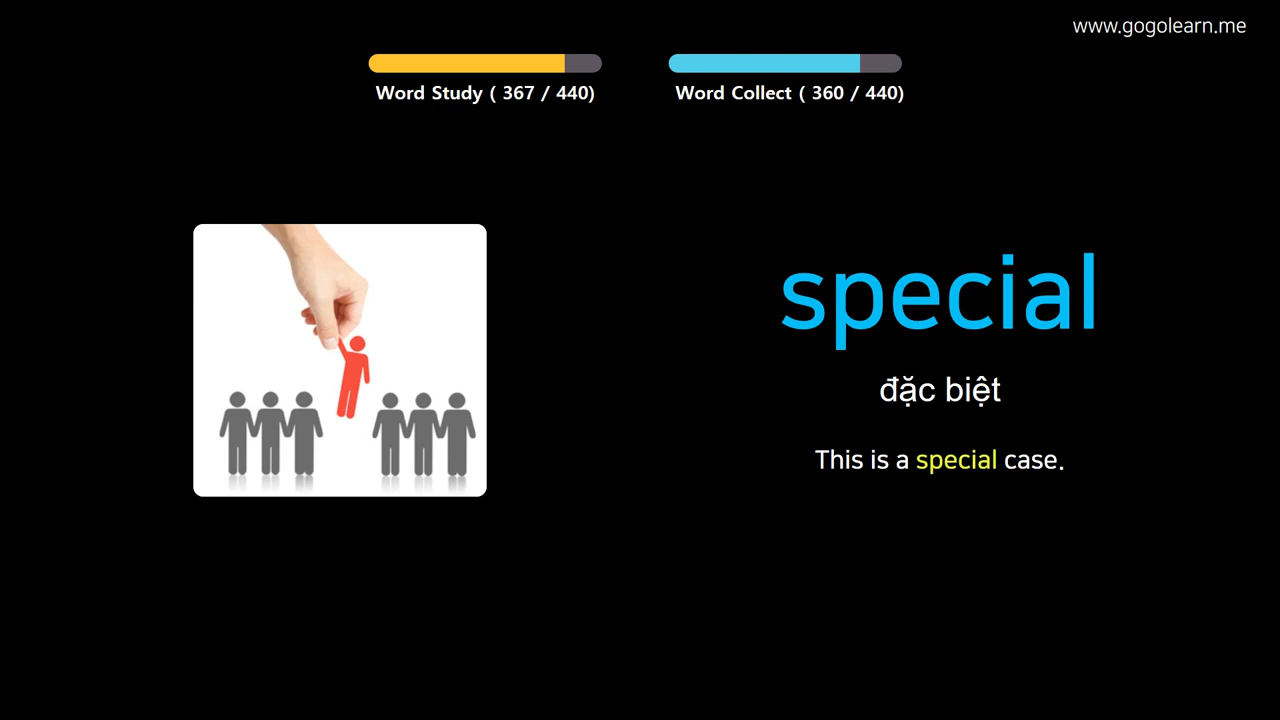 www.gogolearn.me
Word Study ( 367 / 440)
Word Collect ( 360 / 440)
special
đặc biệt
This is a special case.